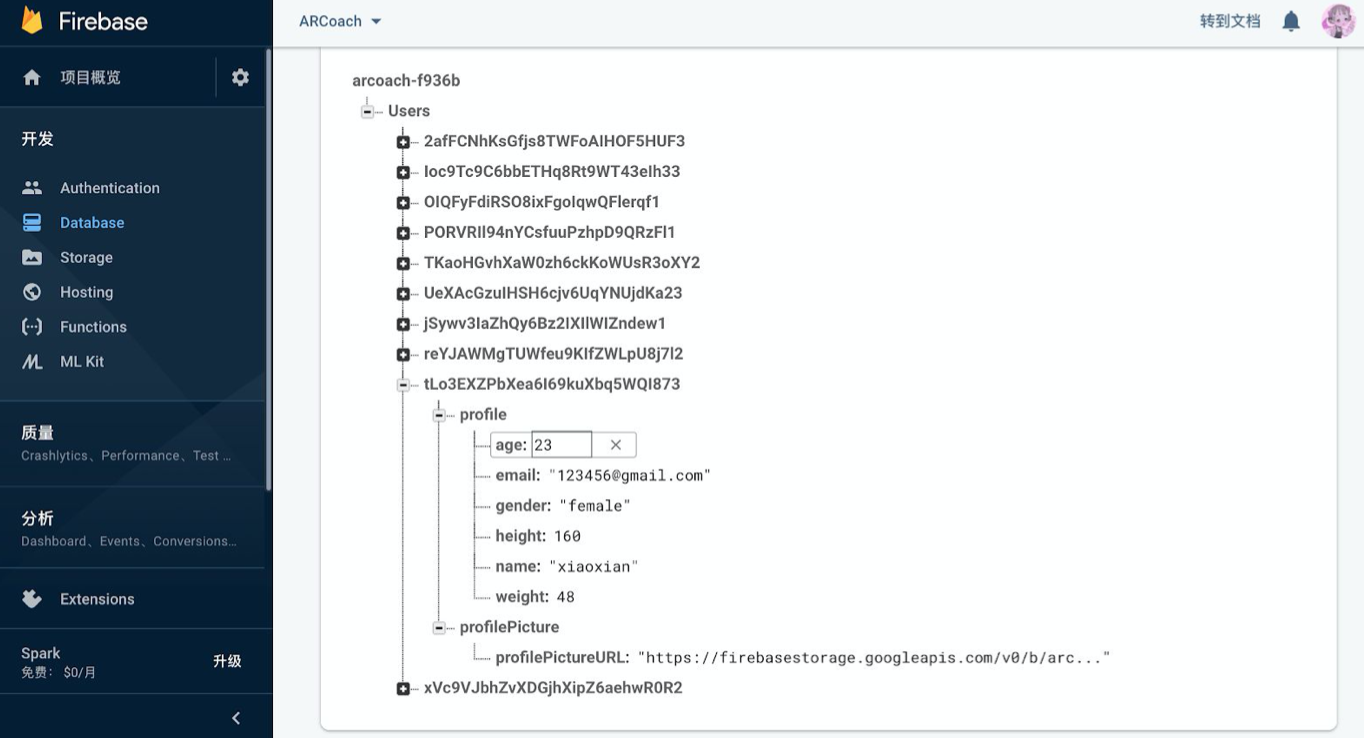 Firebase
ARCoach
转到文档
项目概览
开发
Authentication
Database
Storage
Hosting
Functions
ML Kit
质量
Crashlytics、Performance、Test ...
分析
Dashboard、Events、Conversions...
Extensions
Spark
免费： $0/月
升级
arcoach-f936b
Users
2afFCNhKsGfjs8TWFoAIHOF5HUF3
Ioc9Tc9C6bbETHq8Rt9WT43elh33
OIQFyFdiRSO8ixFgoIqwQFlerqf1
PORVRIl94nYCsfuuPzhpD9QRzFl1
TKaoHGvhXaW0zh6ckKoWUsR3oXY2
UeXAcGzuIHSH6cjv6UqYNUjdKa23
jSywv3IaZhQy6Bz2IXIlWIZndew1
reYJAWMgTUWfeu9KIfZWLpU8j7l2
tLo3EXZPbXea6I69kuXbq5WQI873
profile
age: 23
email: "123456@gmail.com"
gender: "female"
height: 160
name: "xiaoxian"
weight: 48
profilePicture
profilePictureURL: "https://firebasestorage.googleapis.com/v0/b/arc..."
xVc9VJbhZvXDGjhXipZ6aehwR0R2